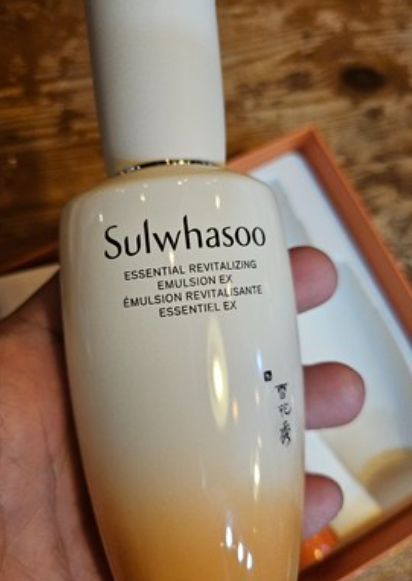 Sulwhasoo
ESSENTIAL REVITALIZING
EMULSION EX
ÉMULSION REVITALISANTE
ESSENTIEL EX
雪花秀